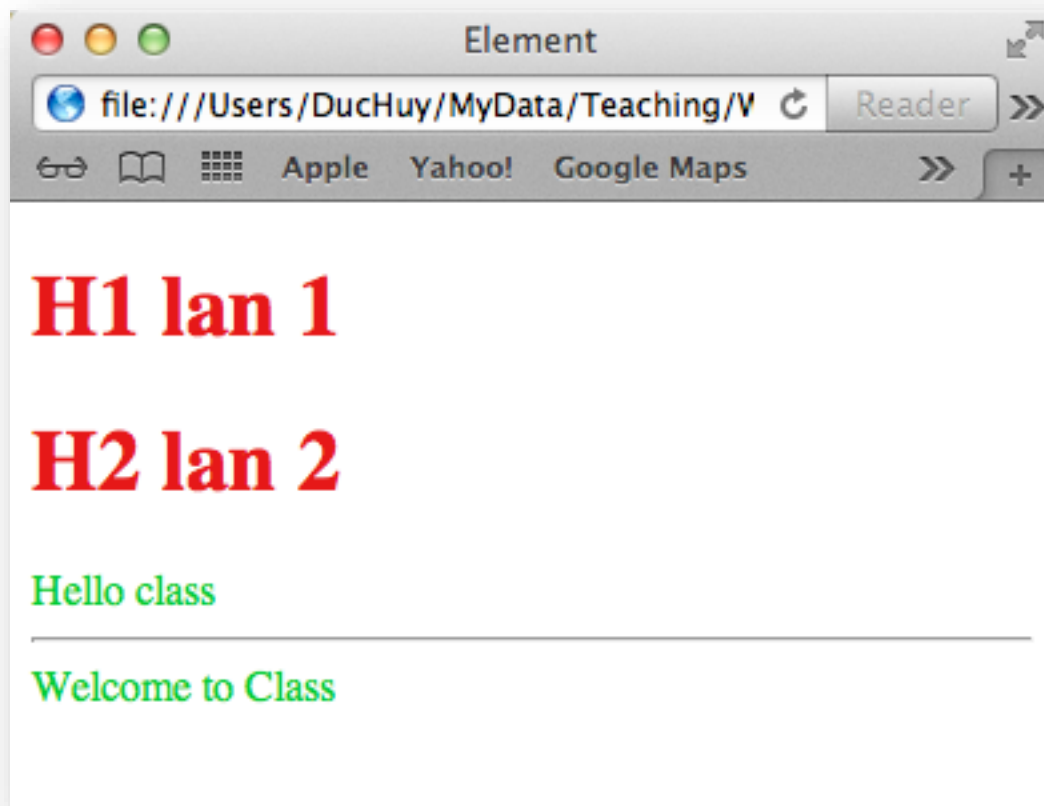 Element
file:///Users/DucHuy/MyData/Teaching/W
Reader
Apple Yahoo! Google Maps
H1 lan 1
H2 lan 2
Hello class
Welcome to Class